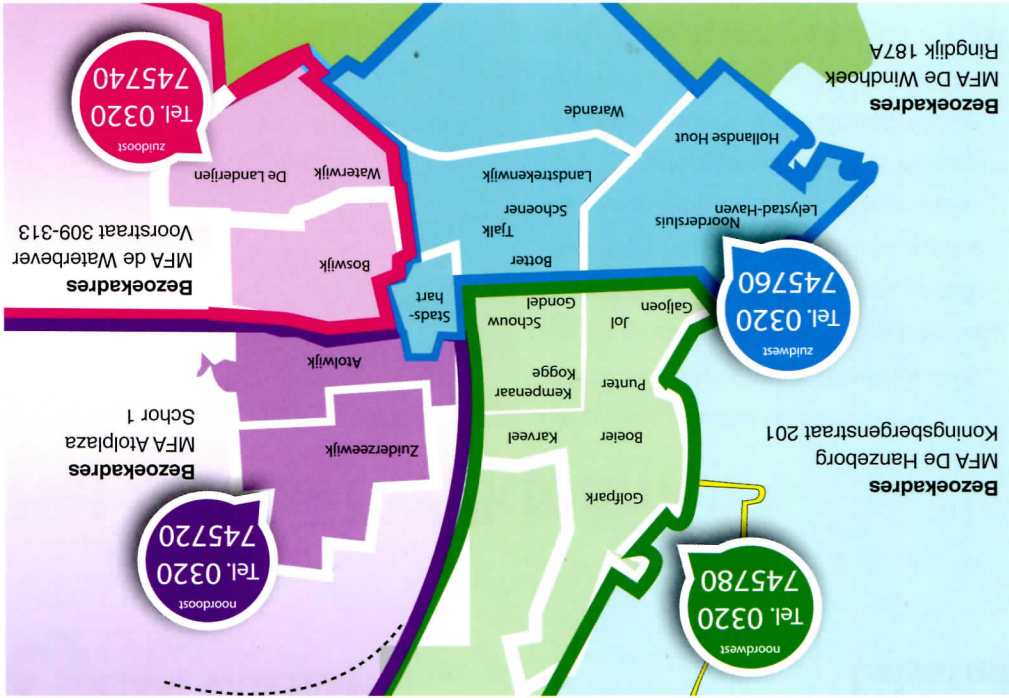 noordwest
Tel. 0320
745780
Bezoekadres
MFA De Hanzeborg
Koningsbergenstraat 201
noordoost
Tel. 0320
745720
Bezoekadres
MFA Atolplaza
Schor 1
Golfpark
Boeier
Karveel
Zuiderzeewijk
Punter
Kempenaar
Kogge
Atolwijk
Jol
Schouw
Galjoen
Gondel
Stads-
hart
zuidwest
Tel. 0320
745760
Bezoekadres
MFA De Windhoek
Ringdijk 187A
Botter
Boswijk
Tjalk
Noordersluis
Schoener
Lelystad-Haven
Landstrekenwijk
Waterwijk
De Landerijen
Hollandse Hout
Warande
Bezoekadres
MFA de Waterbever
Voorstraat 309-313
zuidoost
Tel. 0320
745740